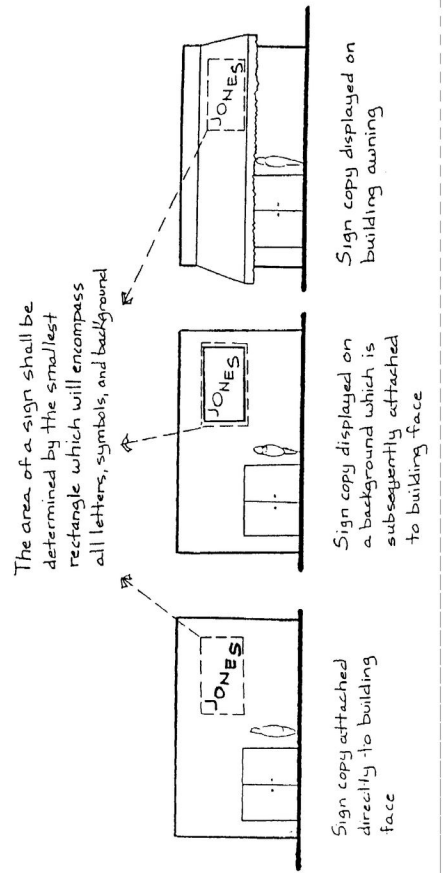 The area of a sign shall be
determined by the smallest
rectangle which will encompass
all letters, symbols, and background
JONES
JONES
JONES
Sign copy attached
directly to building
face
Sign copy displayed on
a background which is
subsequently attached
to building face
Sign copy displayed on
building awning